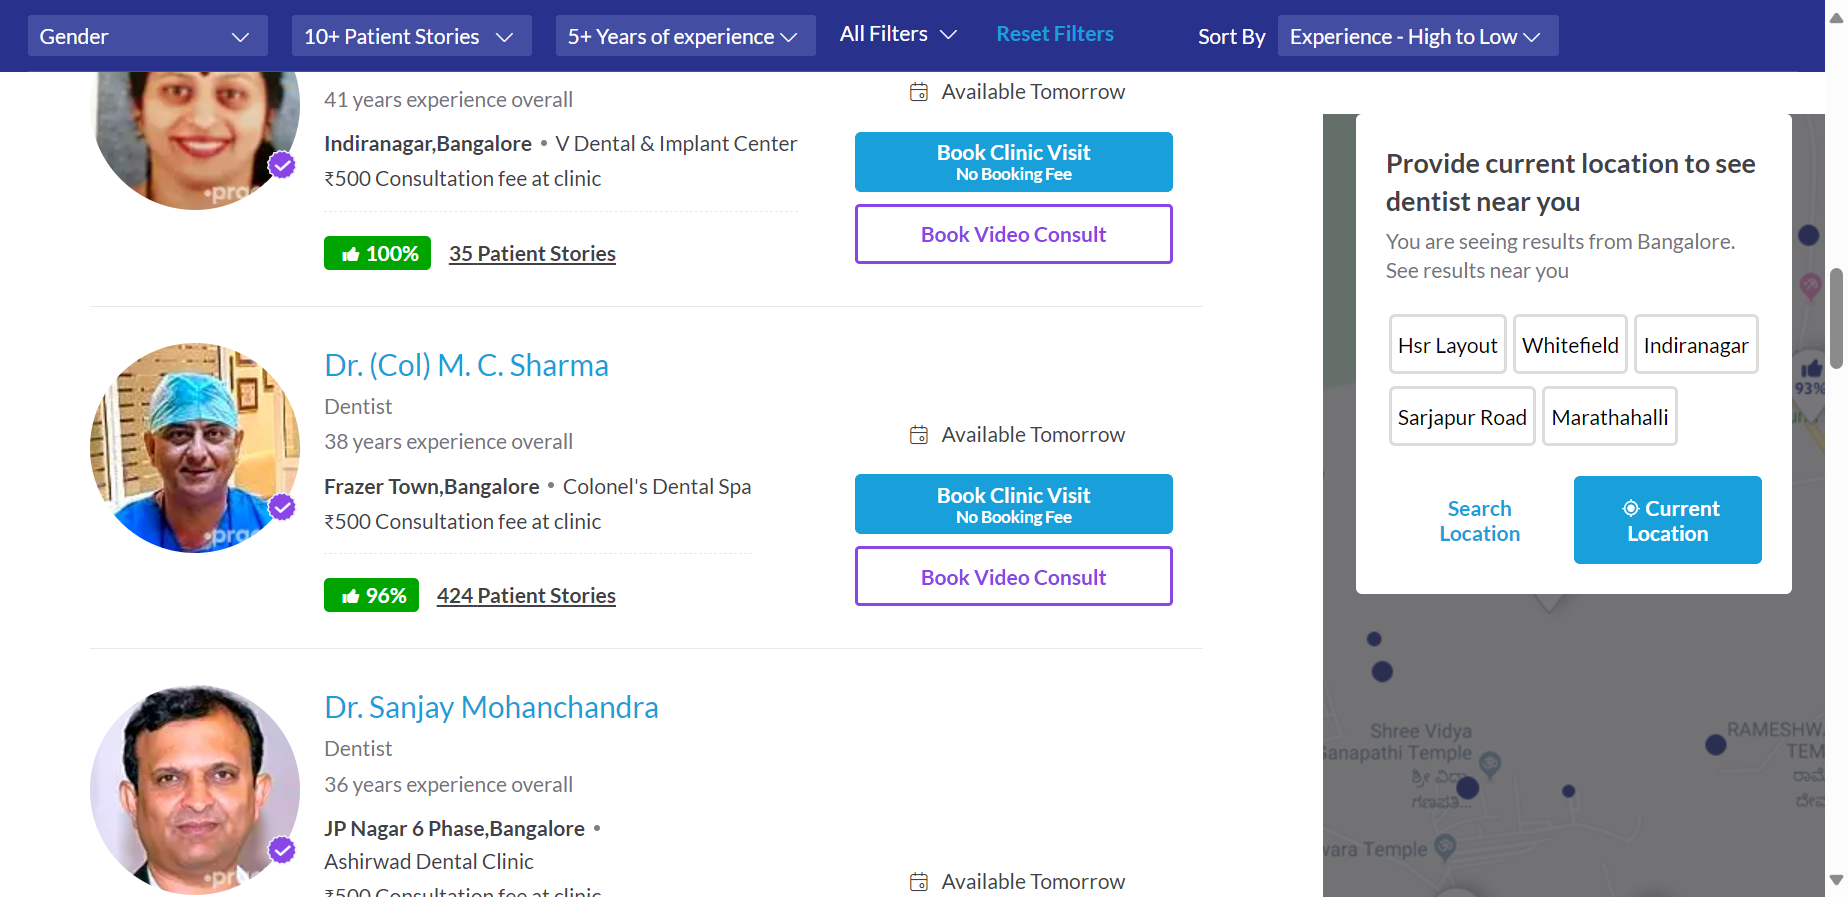 Gender
10+ Patient Stories
5+ Years of experience
All Filters
Reset Filters
Sort By
Experience - High to Low
41 years experience overall
Indiranagar,Bangalore • V Dental & Implant Center
₹500 Consultation fee at clinic
100%
35 Patient Stories
Available Tomorrow
Book Clinic Visit
No Booking Fee
Book Video Consult
Dr. (Col) M. C. Sharma
Dentist
38 years experience overall
Frazer Town,Bangalore • Colonel's Dental Spa
₹500 Consultation fee at clinic
96%
424 Patient Stories
Available Tomorrow
Book Clinic Visit
No Booking Fee
Book Video Consult
Dr. Sanjay Mohanchandra
Dentist
36 years experience overall
JP Nagar 6 Phase,Bangalore •
Ashirwad Dental Clinic
₹500 Consultation fee at clinic
Available Tomorrow
Provide current location to see
dentist near you
You are seeing results from Bangalore.
See results near you
Hsr Layout
Whitefield
Indiranagar
Sarjapur Road
Marathahalli
Search
Location
Current
Location
93%
Shree Vidya
Ganapathi Temple
ಶ್ರೀ ವಿದ್ಯಾ
ಗಣಪತಿ...
RAMESHW
TEM
ವಾರಾ Temple